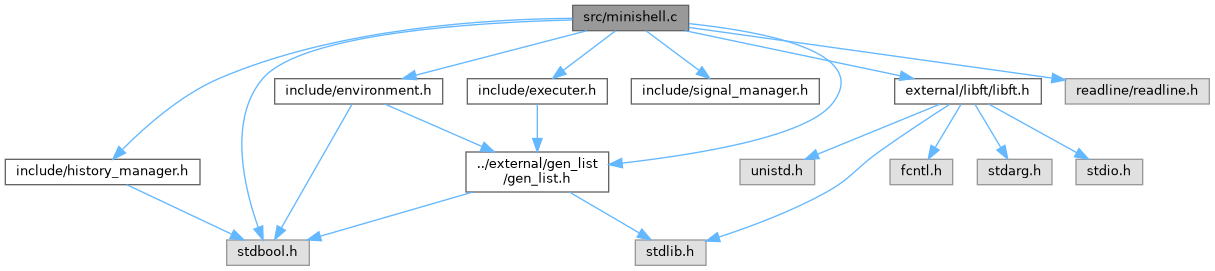 src/minishell.c
include/environment.h
include/executer.h
include/signal_manager.h
external/libft/libft.h
readline/readline.h
include/history_manager.h
../external/gen_list
/gen_list.h
unistd.h
fcntl.h
stdarg.h
stdio.h
stdbool.h
stdlib.h